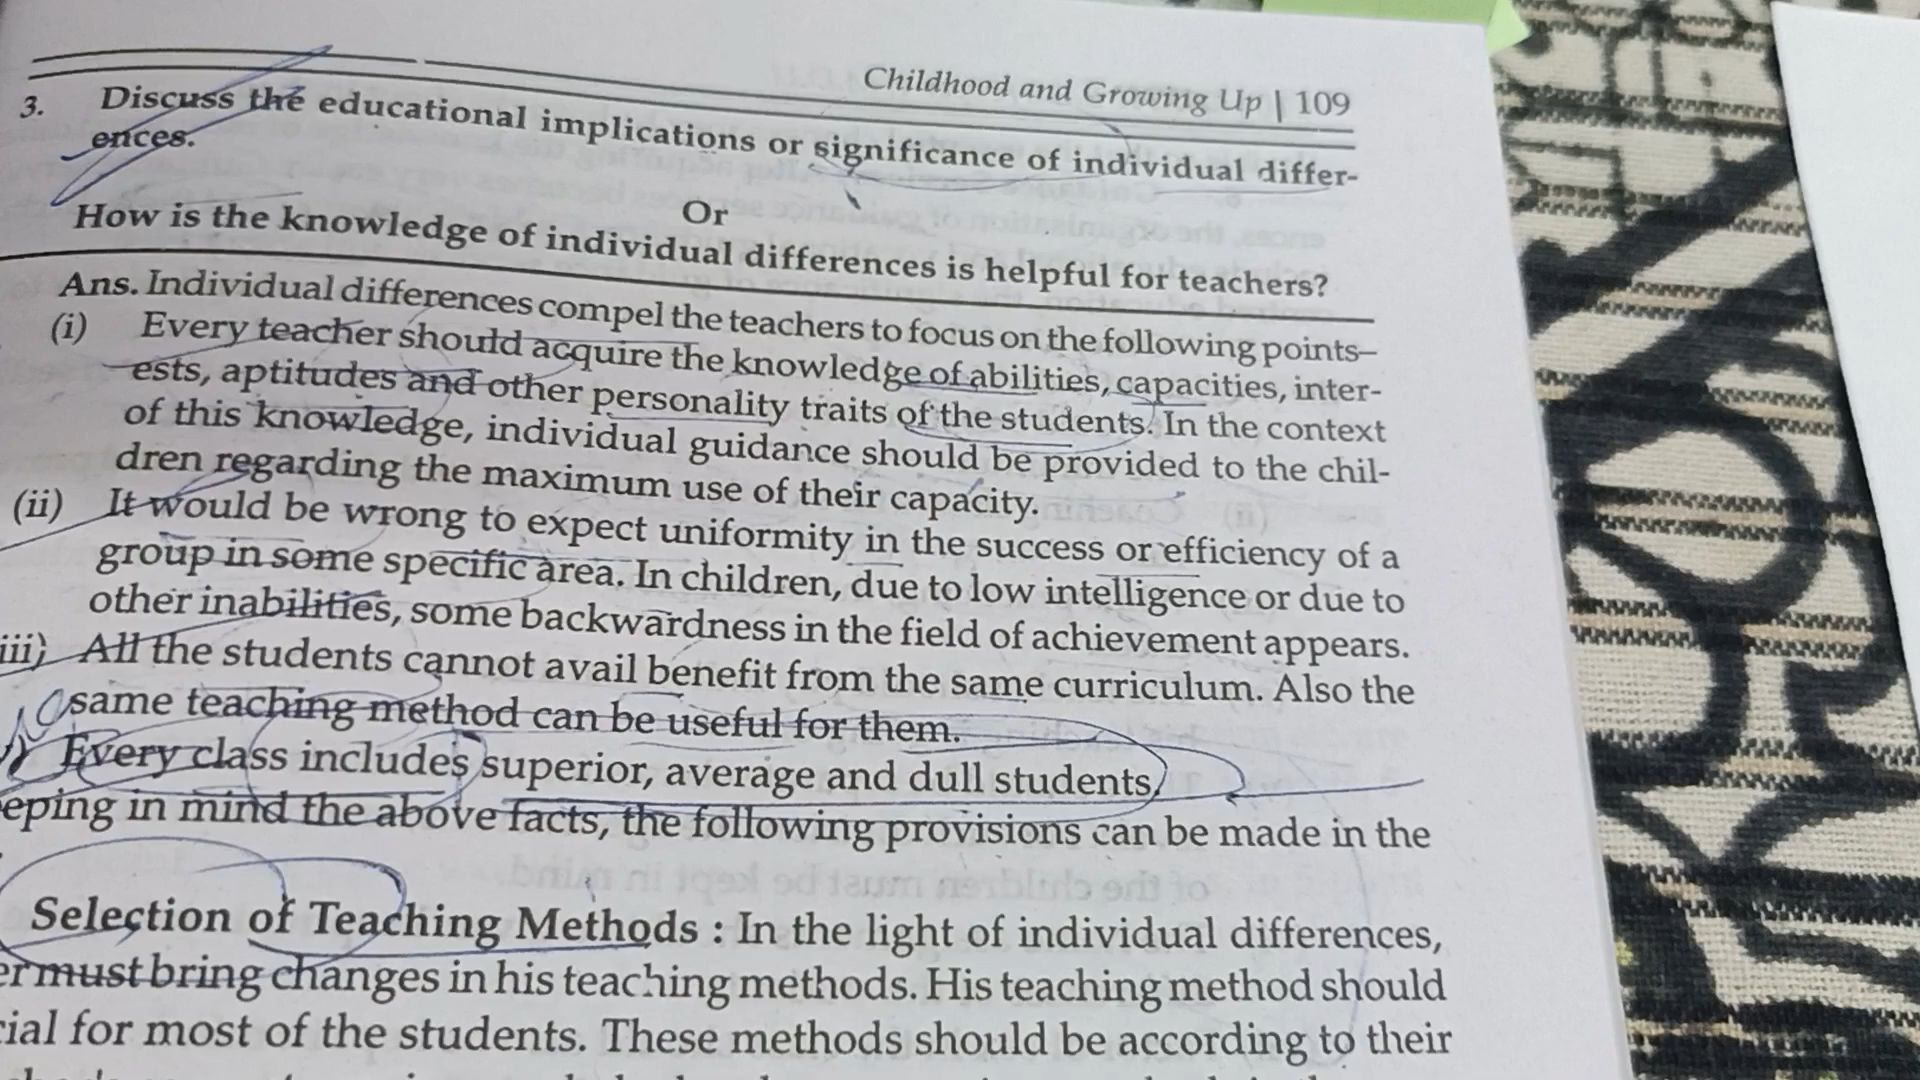 Childhood and Growing Up | 109
3. Discuss the educational implications or significance of individual differ-
ences.
Or
How is the knowledge of individual differences is helpful for teachers?
Ans. Individual differences compel the teachers to focus on the following points–
(i) Every teacher should acquire the knowledge of abilities, capacities, inter-
ests, aptitudes and other personality traits of the students. In the context
of this knowledge, individual guidance should be provided to the chil-
dren regarding the maximum use of their capacity.
(ii) It would be wrong to expect uniformity in the success or efficiency of a
group in some specific area. In children, due to low intelligence or due to
other inabilities, some backwardness in the field of achievement appears.
iii) All the students cannot avail benefit from the same curriculum. Also the
same teaching method can be useful for them.
) Every class includes superior, average and dull students,
eping in mind the above facts, the following provisions can be made in the
Selection of Teaching Methods : In the light of individual differences,
er must bring changes in his teaching methods. His teaching method should
cial for most of the students. These methods should be according to their